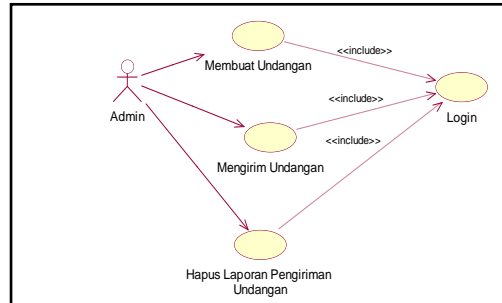 Membuat Undangan
<<include>>
Admin
<<include>>
Login
Mengirim Undangan
<<include>>
Hapus Laporan Pengiriman
Undangan